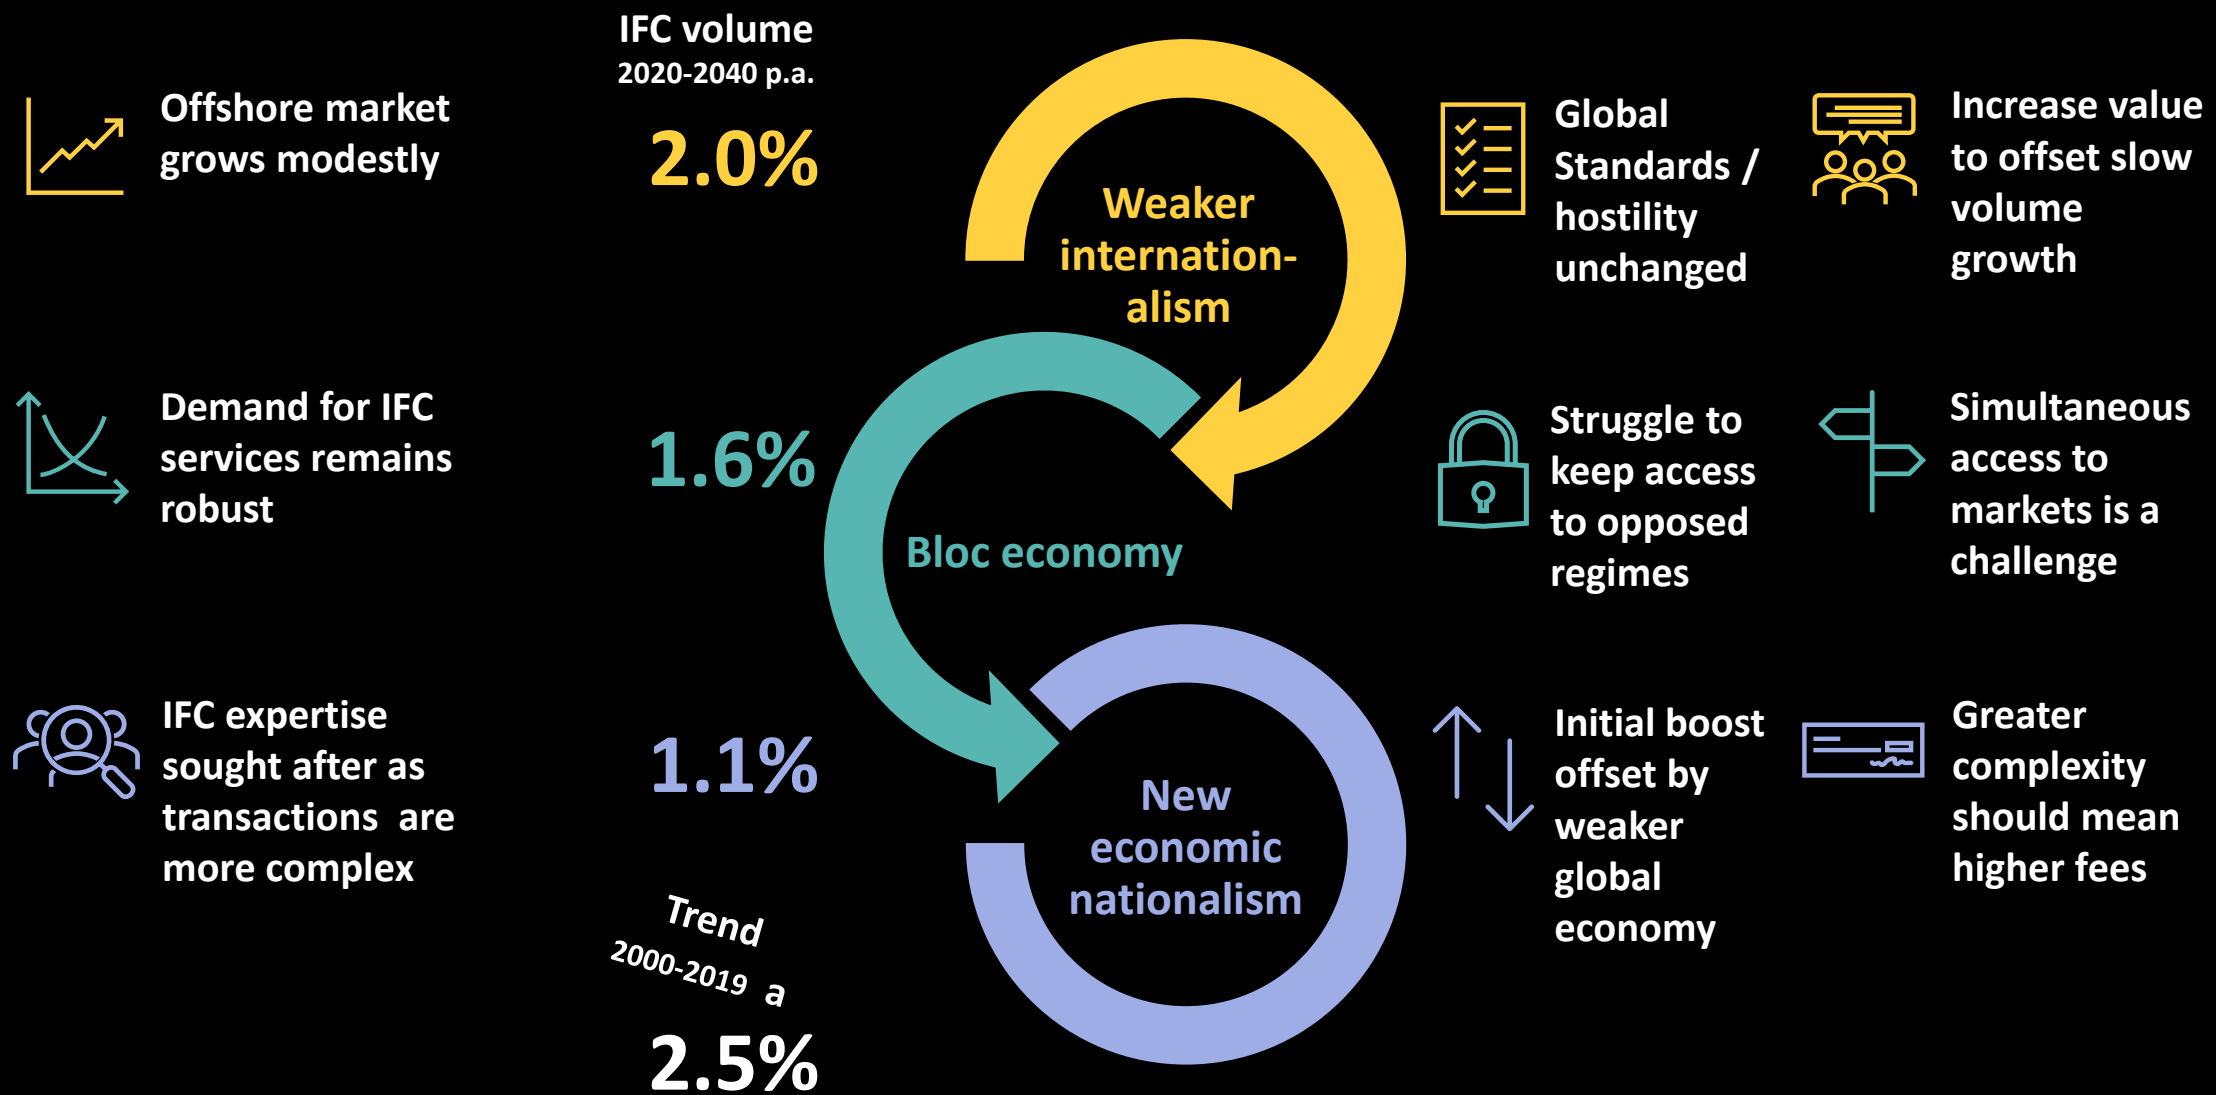 IFC volume
2020-2040 p.a.
Offshore market
grows modestly
2.0%
Weaker
internation-
alism
Global
Standards /
hostility
unchanged
Increase value
to offset slow
volume
growth
Demand for IFC
services remains
robust
1.6%
Bloc economy
Struggle to
keep access
to opposed
regimes
Simultaneous
access to
markets is a
challenge
IFC expertise
sought after as
transactions  are
more complex
1.1%
New
economic
nationalism
Initial boost
offset by
weaker
global
economy
Greater
complexity
should mean
higher fees
Trend
2000-2019  a
2.5%